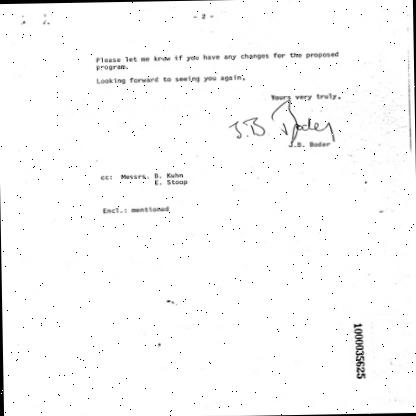 - 2 -
Please let me know if you have any changes for the proposed
program.
Looking forward to seeing you again.
Yours very truly,
J.B. Boder
J.B. Boder
cc: Messrs. B. Kuhn
E. Stoop
Encl.: mentioned
1000035625